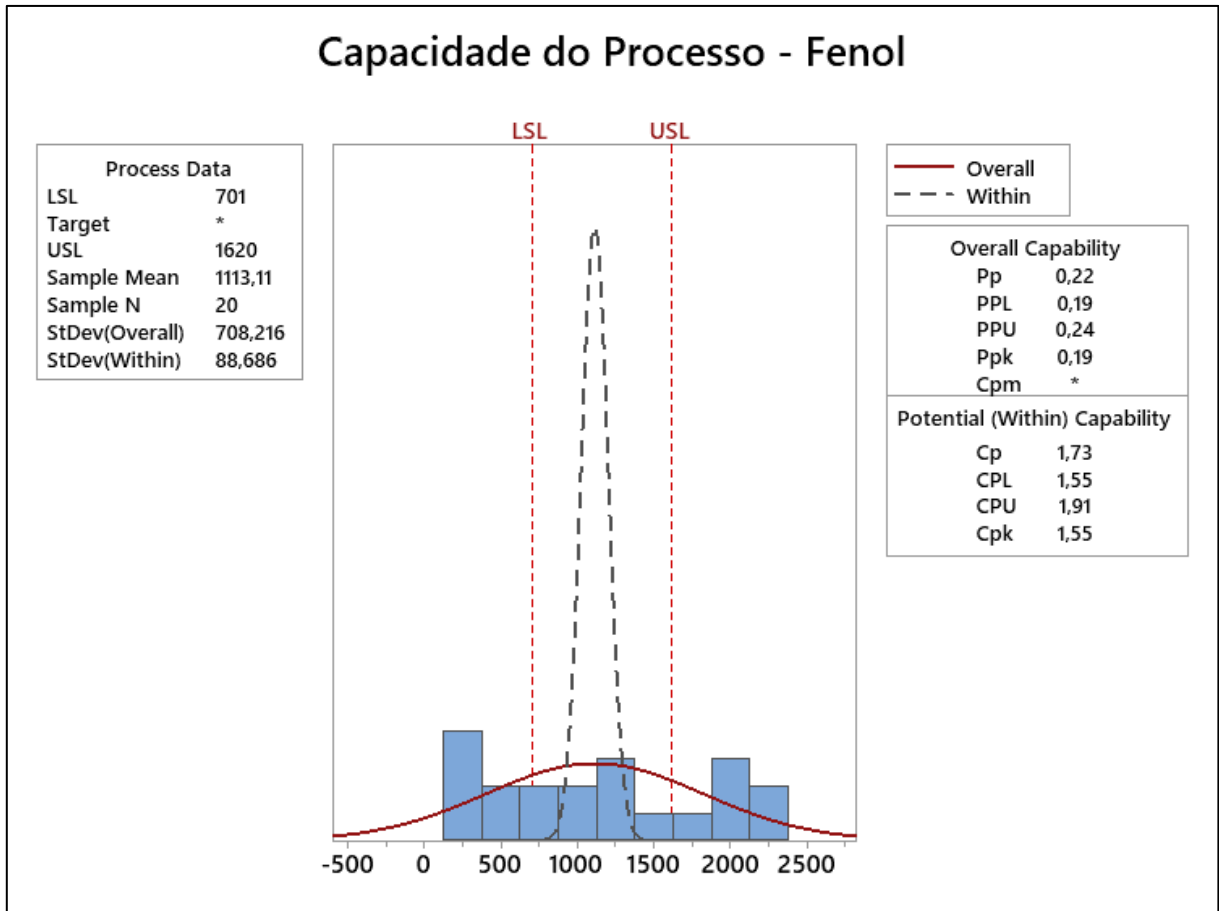 Capacidade do Processo - Fenol
LSL USL
Process Data
LSL 701
Target *
USL 1620
Sample Mean 1113,11
Sample N 20
StDev(Overall) 708,216
StDev(Within) 88,686
Overall
Within
Overall Capability
Pp 0,22
PPL 0,19
PPU 0,24
Ppk 0,19
Cpm *
Potential (Within) Capability
Cp 1,73
CPL 1,55
CPU 1,91
Cpk 1,55
-500 0 500 1000 1500 2000 2500